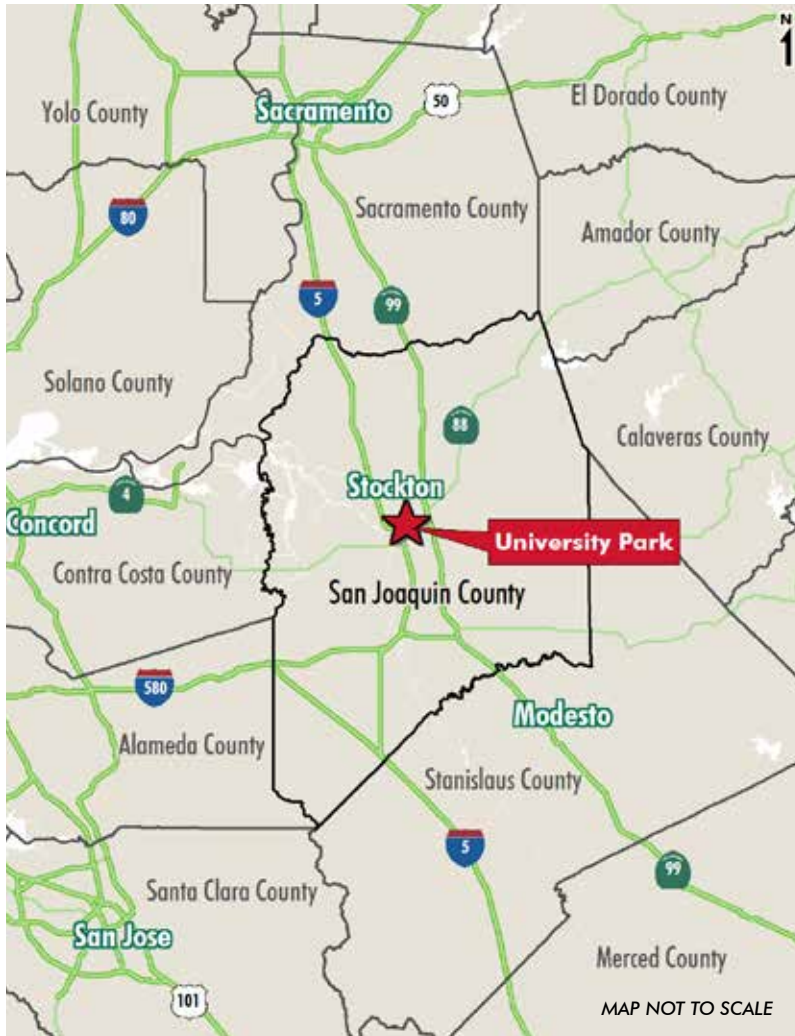 N
50
El Dorado County
Yolo County
Sacramento
80
Sacramento County
Amador County
5
99
Solano County
88
Calaveras County
4
Stockton
Concord
University Park
Contra Costa County
San Joaquin County
580
Modesto
Alameda County
Stanislaus County
5
99
Santa Clara County
San Jose
Merced County
101
MAP NOT TO SCALE